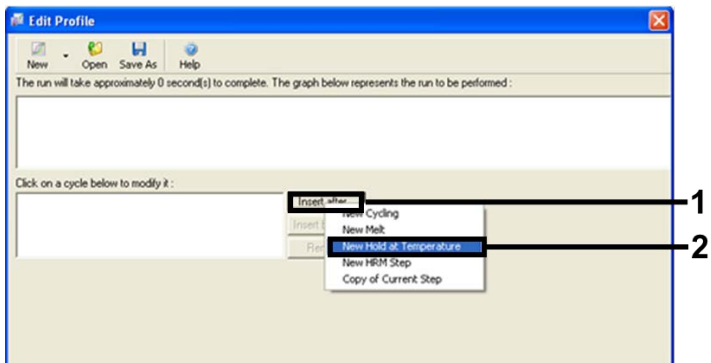 Edit Profile
New Open Save As Help
The run will take approximately 0 second(s) to complete. The graph below represents the run to be performed :
Click on a cycle below to modify it :
Insert after... 1
New Cycling
Insert
New Melt
New Hold at Temperature 2
New HRM Step
Copy of Current Step